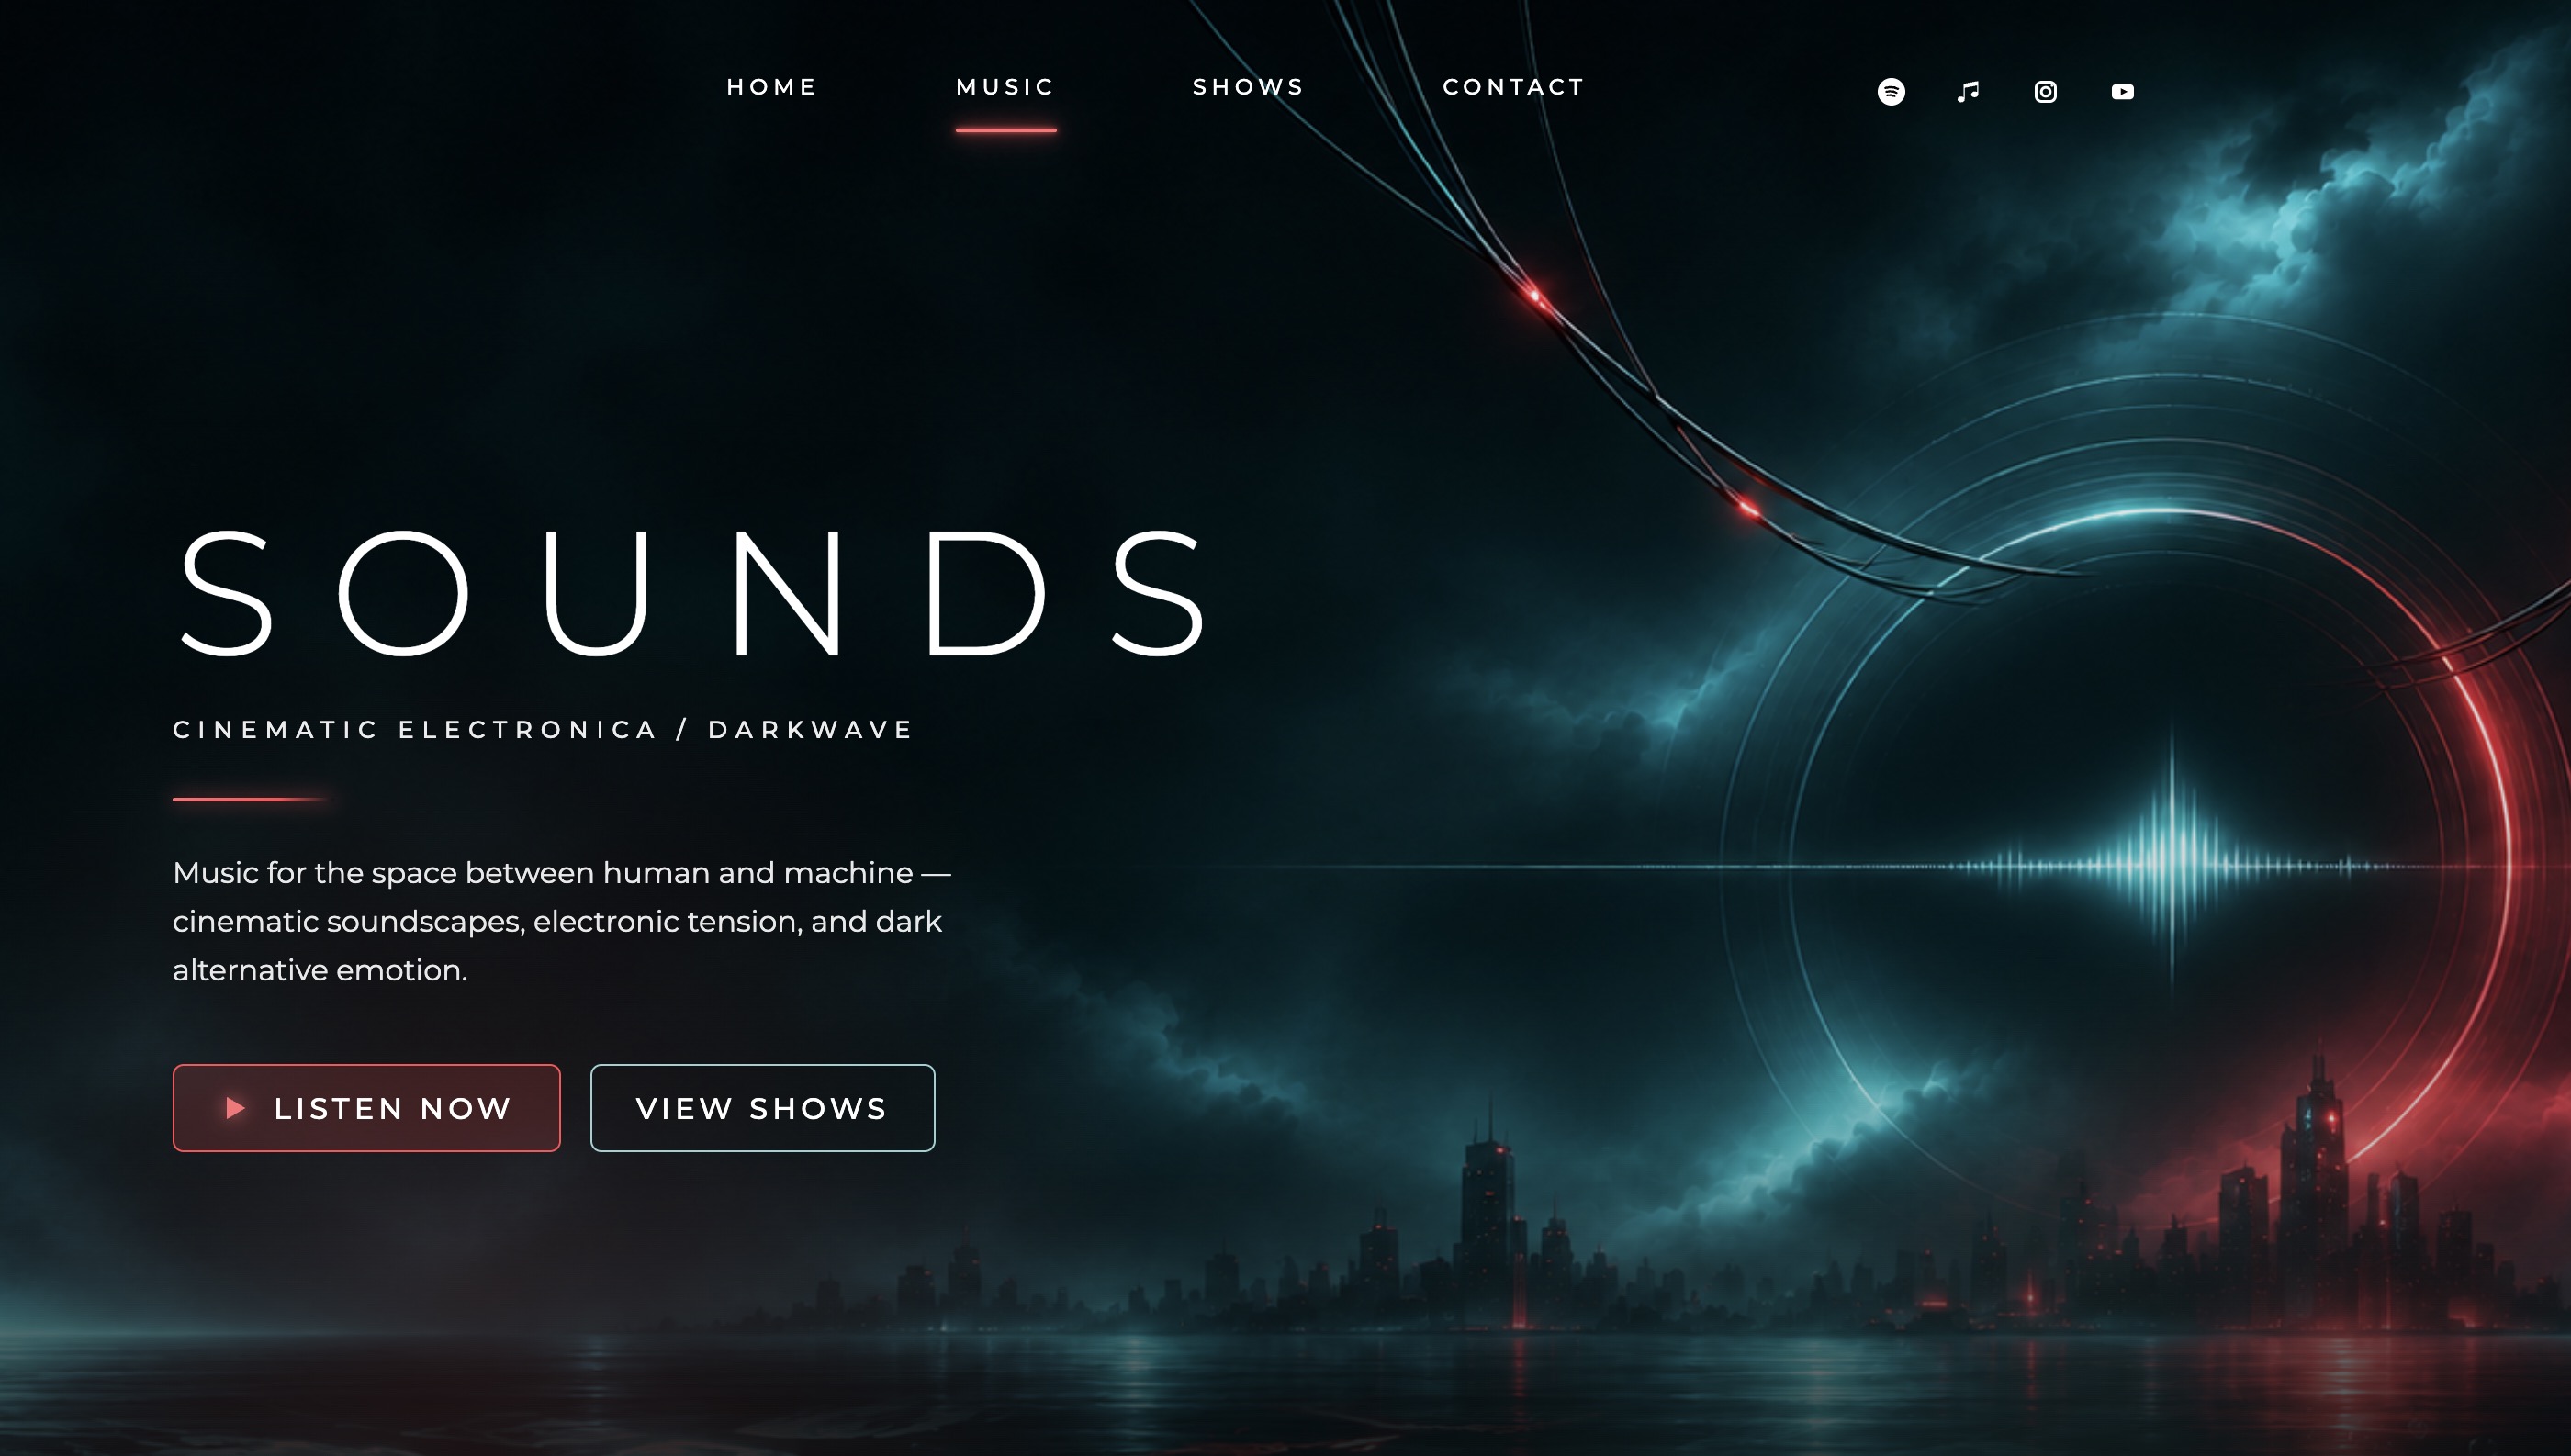 HOME MUSIC SHOWS CONTACT
SOUNDS
CINEMATIC ELECTRONICA / DARKWAVE
Music for the space between human and machine —
cinematic soundscapes, electronic tension, and dark
alternative emotion.
LISTEN NOW VIEW SHOWS